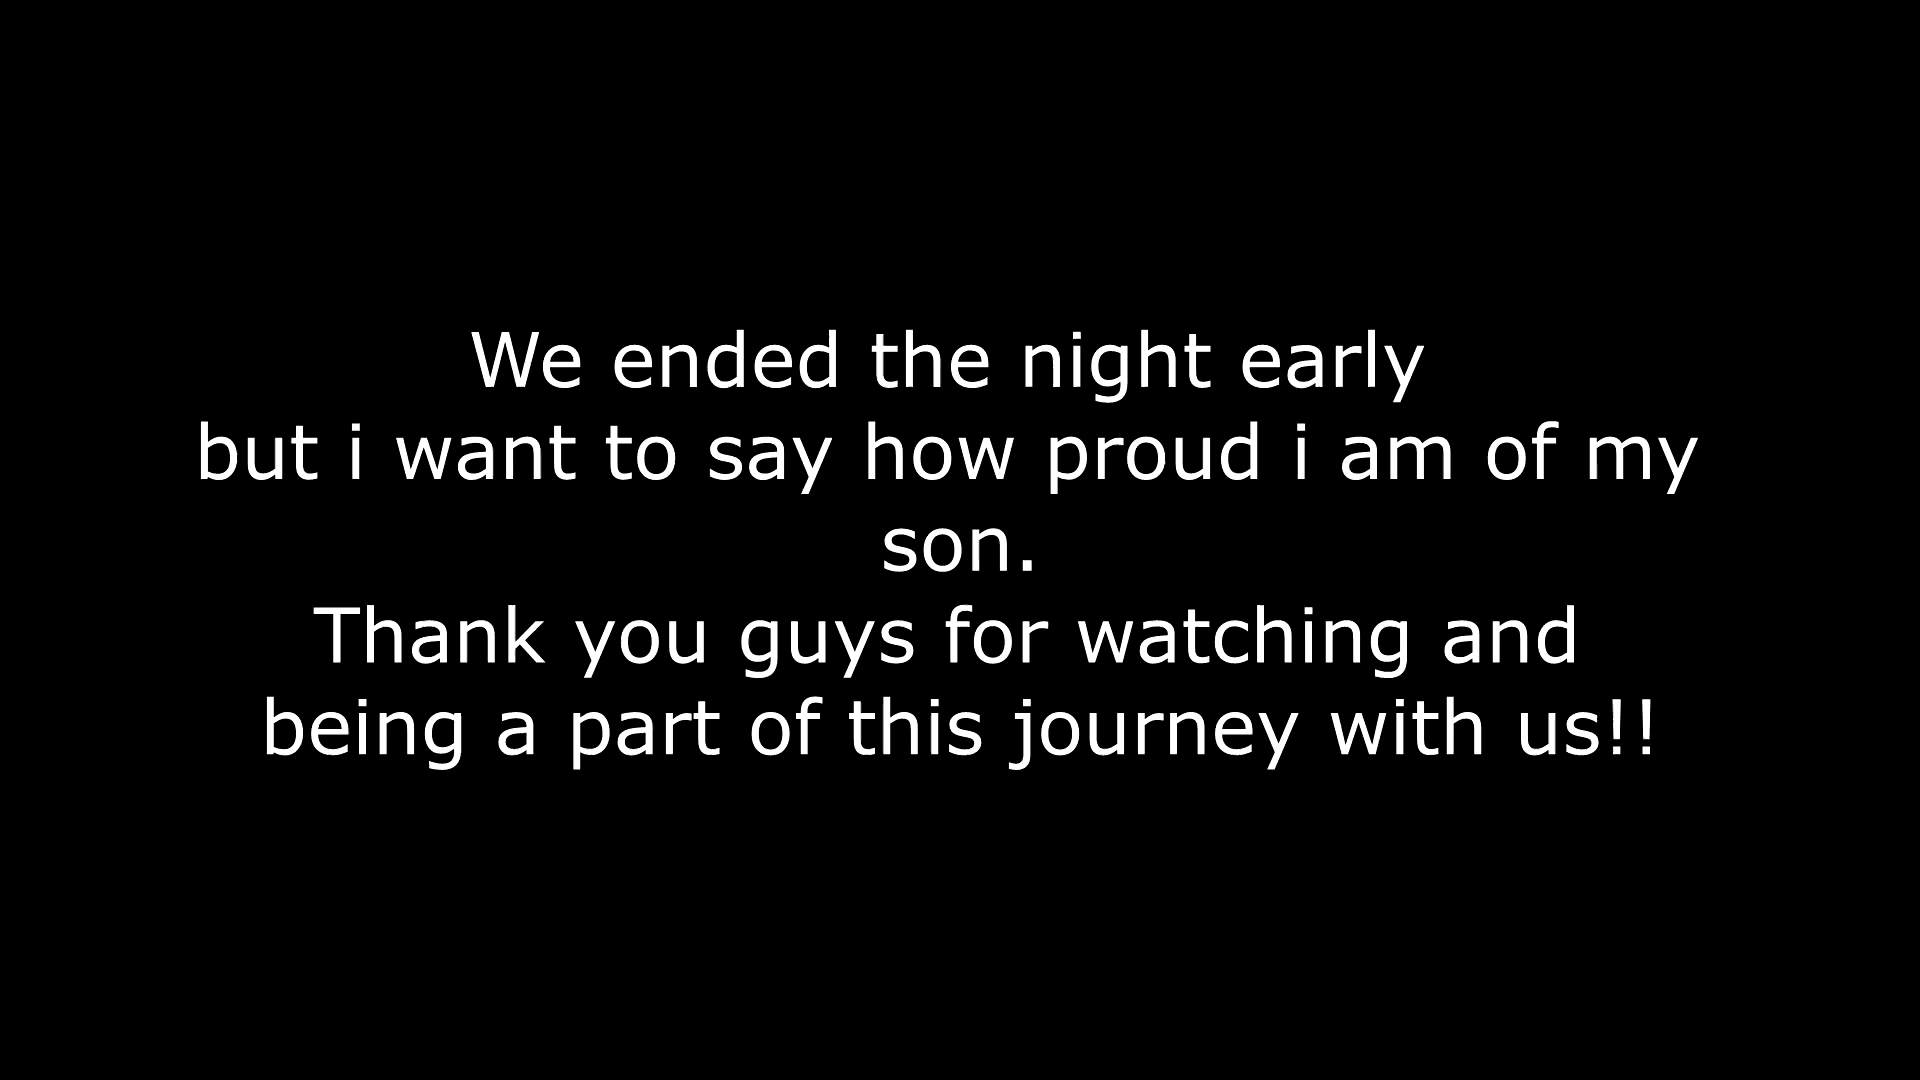 We ended the night early
but i want to say how proud i am of my
son.
Thank you guys for watching and
being a part of this journey with us!!